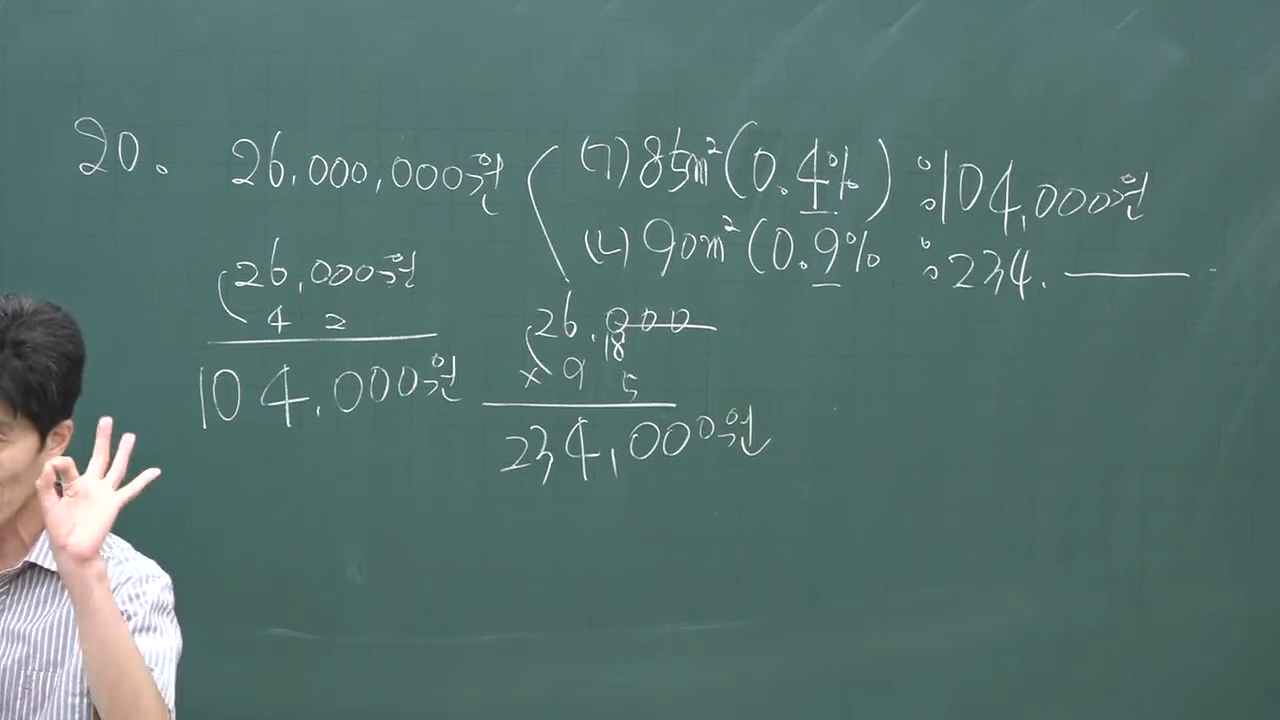 20. 26,000,000원 (ㄱ) 85m² (0.4%) : 104,000원
(ㄴ) 90m² (0.9% : 234.
26,000원
4 2
104,000원
26.000
18
× 9 5
234,000원